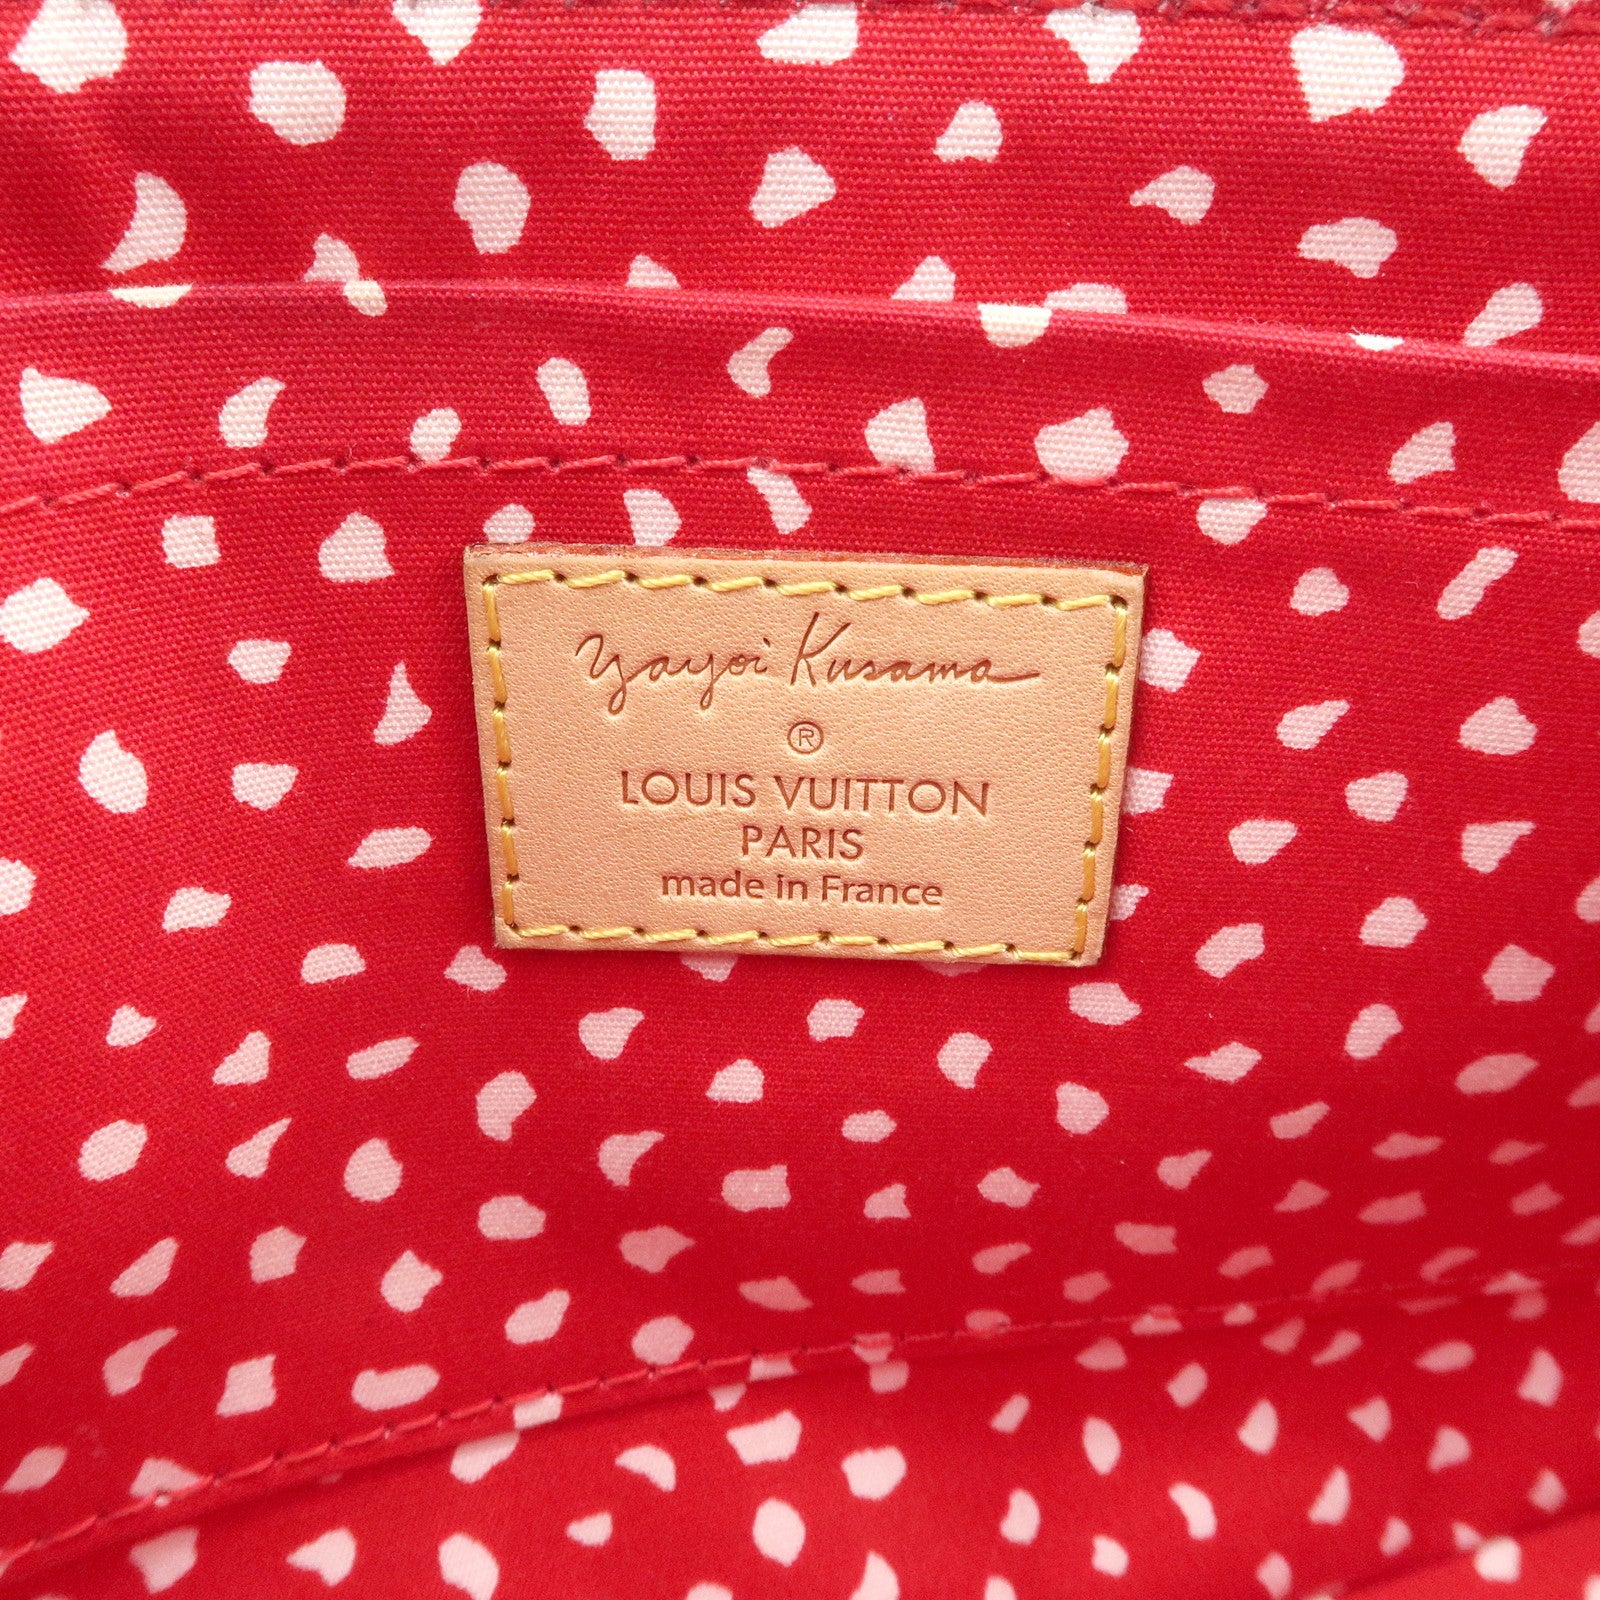 Yayoi Kusama
®
LOUIS VUITTON
PARIS
made in France